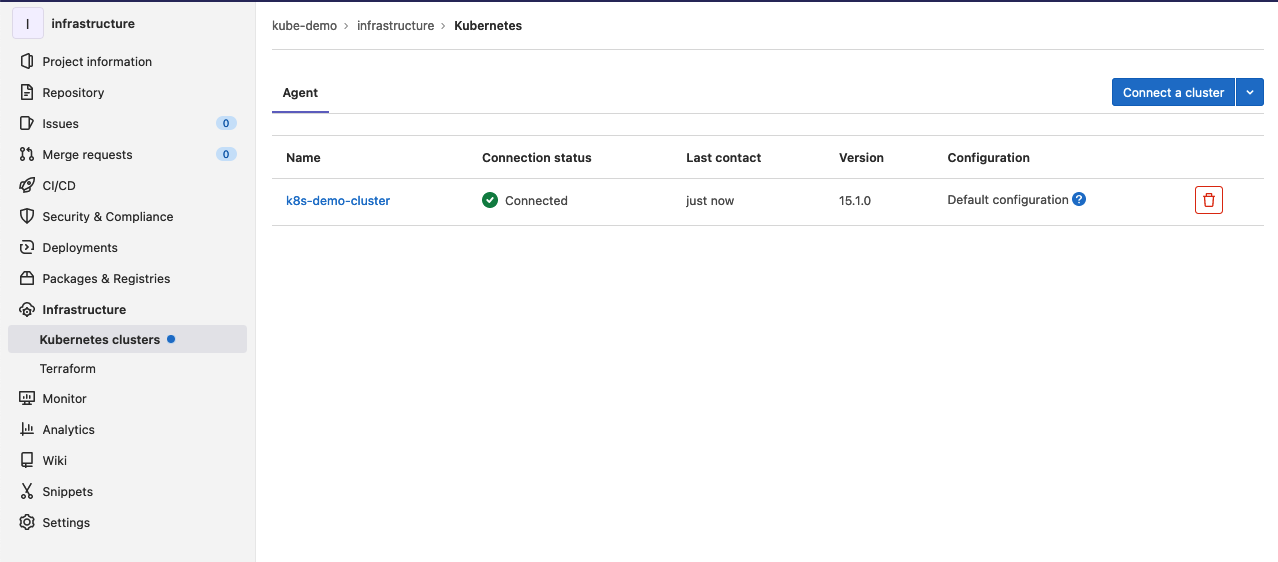 I infrastructure
Project information
Repository
Issues 0
Merge requests 0
CI/CD
Security & Compliance
Deployments
Packages & Registries
Infrastructure
Kubernetes clusters
Terraform
Monitor
Analytics
Wiki
Snippets
Settings
kube-demo › infrastructure › Kubernetes
Agent
Connect a cluster
Name Connection status Last contact Version Configuration
k8s-demo-cluster Connected just now 15.1.0 Default configuration ?